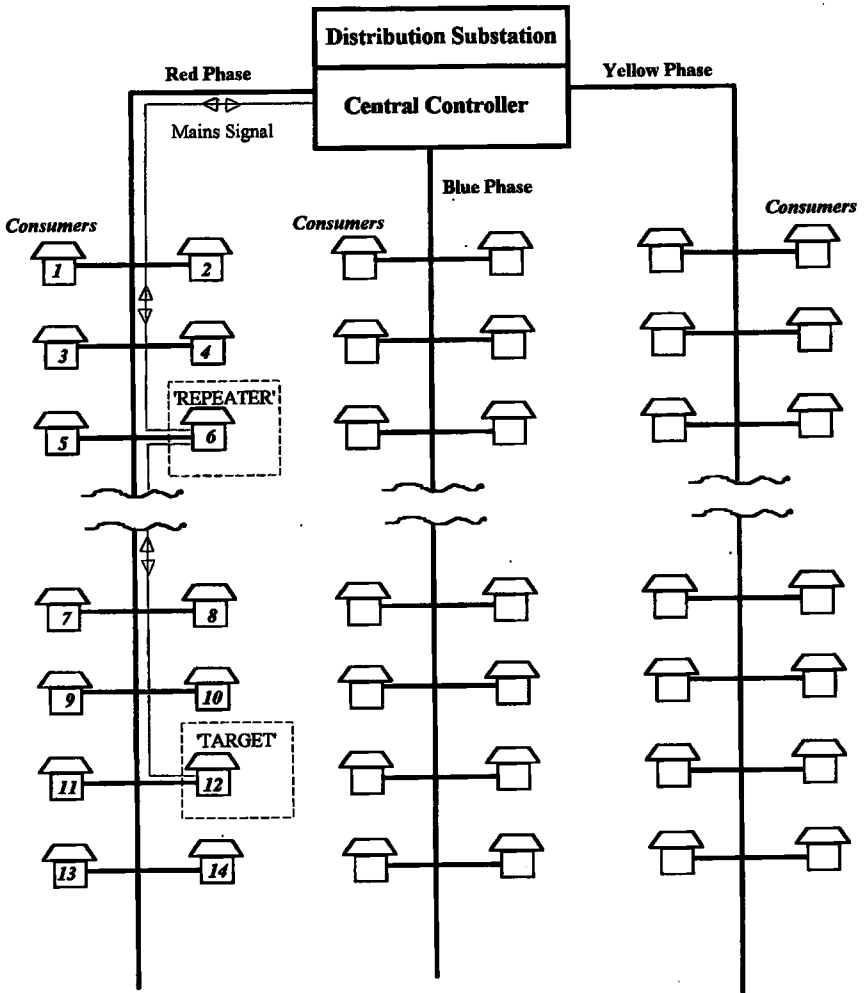 Distribution Substation
Central Controller
Red Phase
Yellow Phase
Mains Signal
Blue Phase
Consumers
Consumers
Consumers
1
2
3
4
'REPEATER'
5
6
7
8
9
10
'TARGET'
11
12
13
14